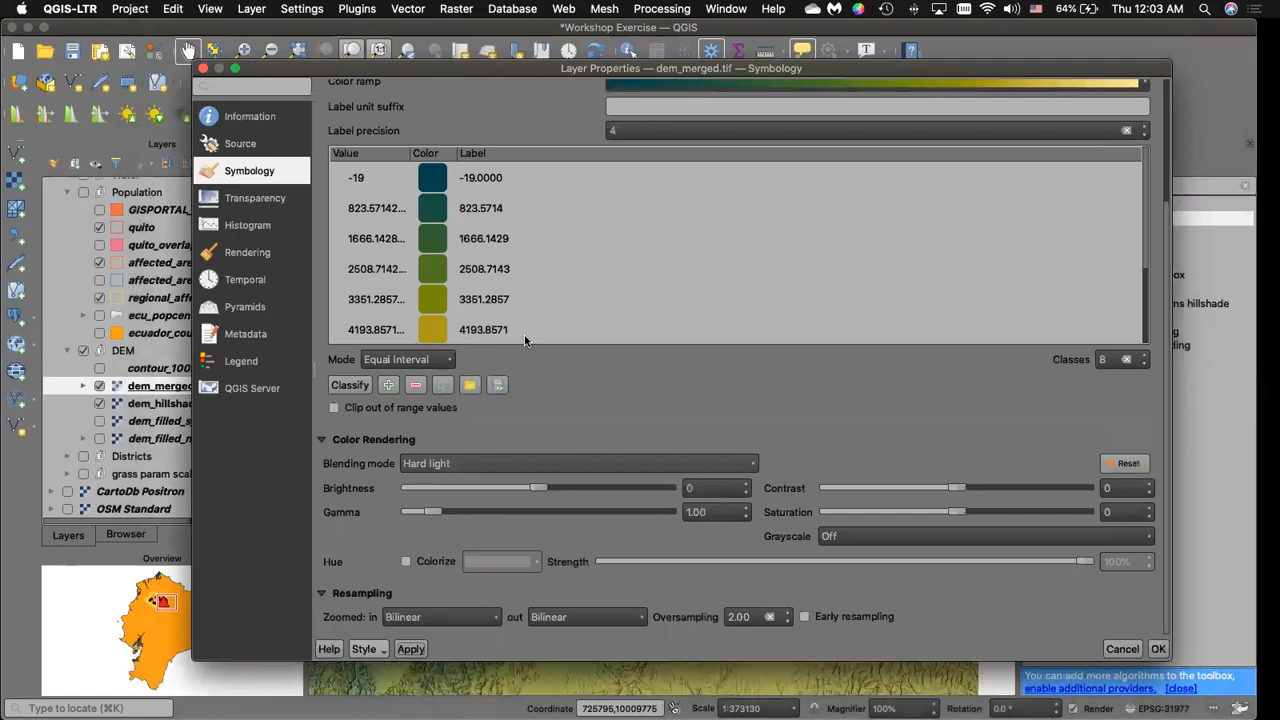 QGIS-LTR Project Edit View Layer Settings Plugins Vector Raster Database Web Mesh Processing Window Help 64% Thu 12:03 AM
*Workshop Exercise — QGIS
Layer Properties — dem_merged.tif — Symbology
Color ramp
Label unit suffix
Label precision 4
Value Color Label
-19 -19.0000
823.57142... 823.5714
1666.1428... 1666.1429
2508.7142... 2508.7143
3351.2857... 3351.2857
4193.8571... 4193.8571
Mode Equal Interval Classes 8
Classify
Clip out of range values
Color Rendering
Blending mode Hard light Reset
Brightness 0 Contrast 0
Gamma 1.00 Saturation 0
Grayscale Off
Hue Colorize Strength 100%
Resampling
Zoomed: in Bilinear out Bilinear Oversampling 2.00 Early resampling
Help Style Apply Cancel OK
Information
Source
Symbology
Transparency
Histogram
Rendering
Temporal
Pyramids
Metadata
Legend
QGIS Server
Layers
Population
GISPORTAL_
quito
quito_overla
affected_are
affected_are
regional_affe
ecu_popcen
ecuador_cou
DEM
contour_100
dem_merged
dem_hillsha
dem_filled_s
dem_filled_n
Districts
grass param scal
CartoDb Positron
OSM Standard
Layers Browser
Overview
box
ns hillshade
ng
ding
You can add more algorithms to the toolbox,
enable additional providers. [close]
Type to locate (⌘K) Coordinate 725795,10009775 Scale 1:373130 Magnifier 100% Rotation 0.0 ° Render EPSG:31977